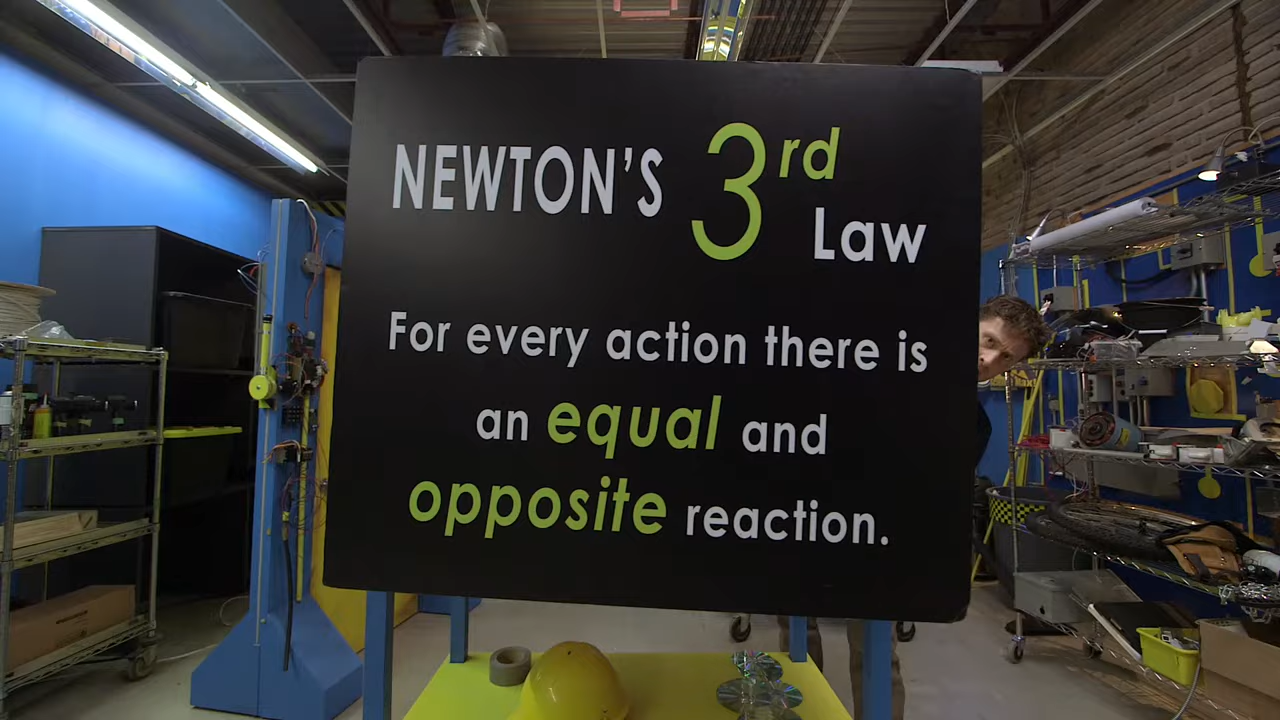 NEWTON'S 3rd
Law
For every action there is
an equal and
opposite reaction.